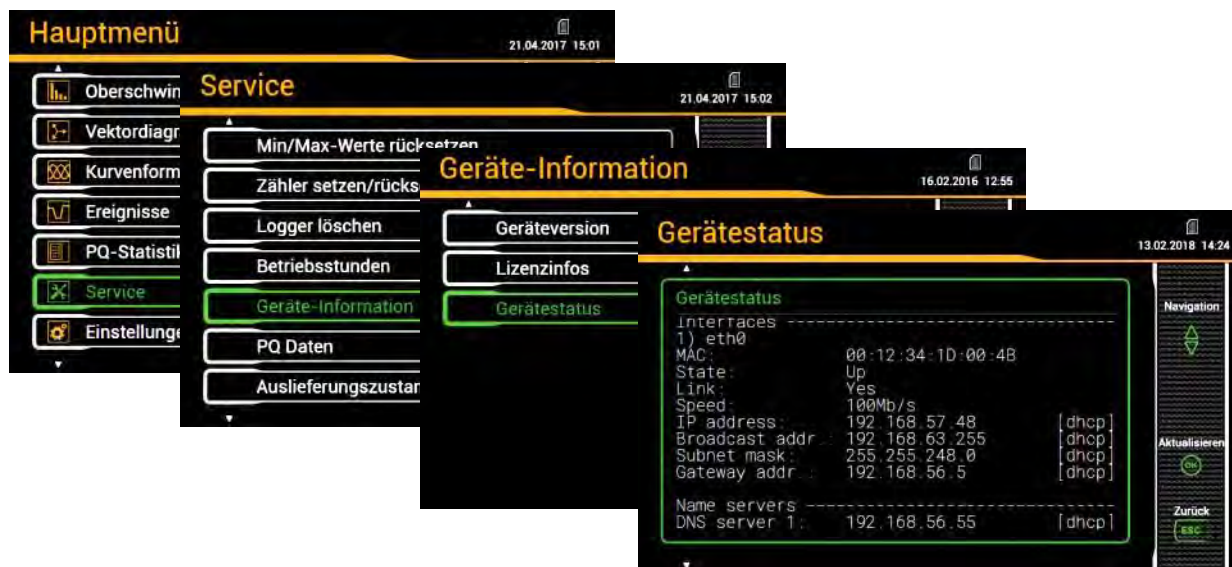 Hauptmenü
21.04.2017 15:01
Oberschwin
Vektordiagr
Kurvenform
Ereignisse
PQ-Statistik
Service
Einstellunge
Service
21.04.2017 15:02
Min/Max-Werte rücksetzen
Zähler setzen/rücks
Logger löschen
Betriebsstunden
Geräte-Information
PQ Daten
Auslieferungszustan
Geräte-Information
16.02.2016 12:55
Geräteversion
Lizenzinfos
Gerätestatus
Gerätestatus
13.02.2018 14:24
Gerätestatus
Interfaces --------------------------------
1) eth0
MAC: 00:12:34:1D:00:4B
State: Up
Link: Yes
Speed: 100Mb/s
IP address: 192.168.57.48 [dhcp]
Broadcast addr.: 192.168.63.255 [dhcp]
Subnet mask: 255.255.248.0 [dhcp]
Gateway addr.: 192.168.56.5 [dhcp]
Name servers ------------------------------
DNS server 1: 192.168.56.55 [dhcp]
Navigation
Aktualisieren
OK
Zurück
ESC